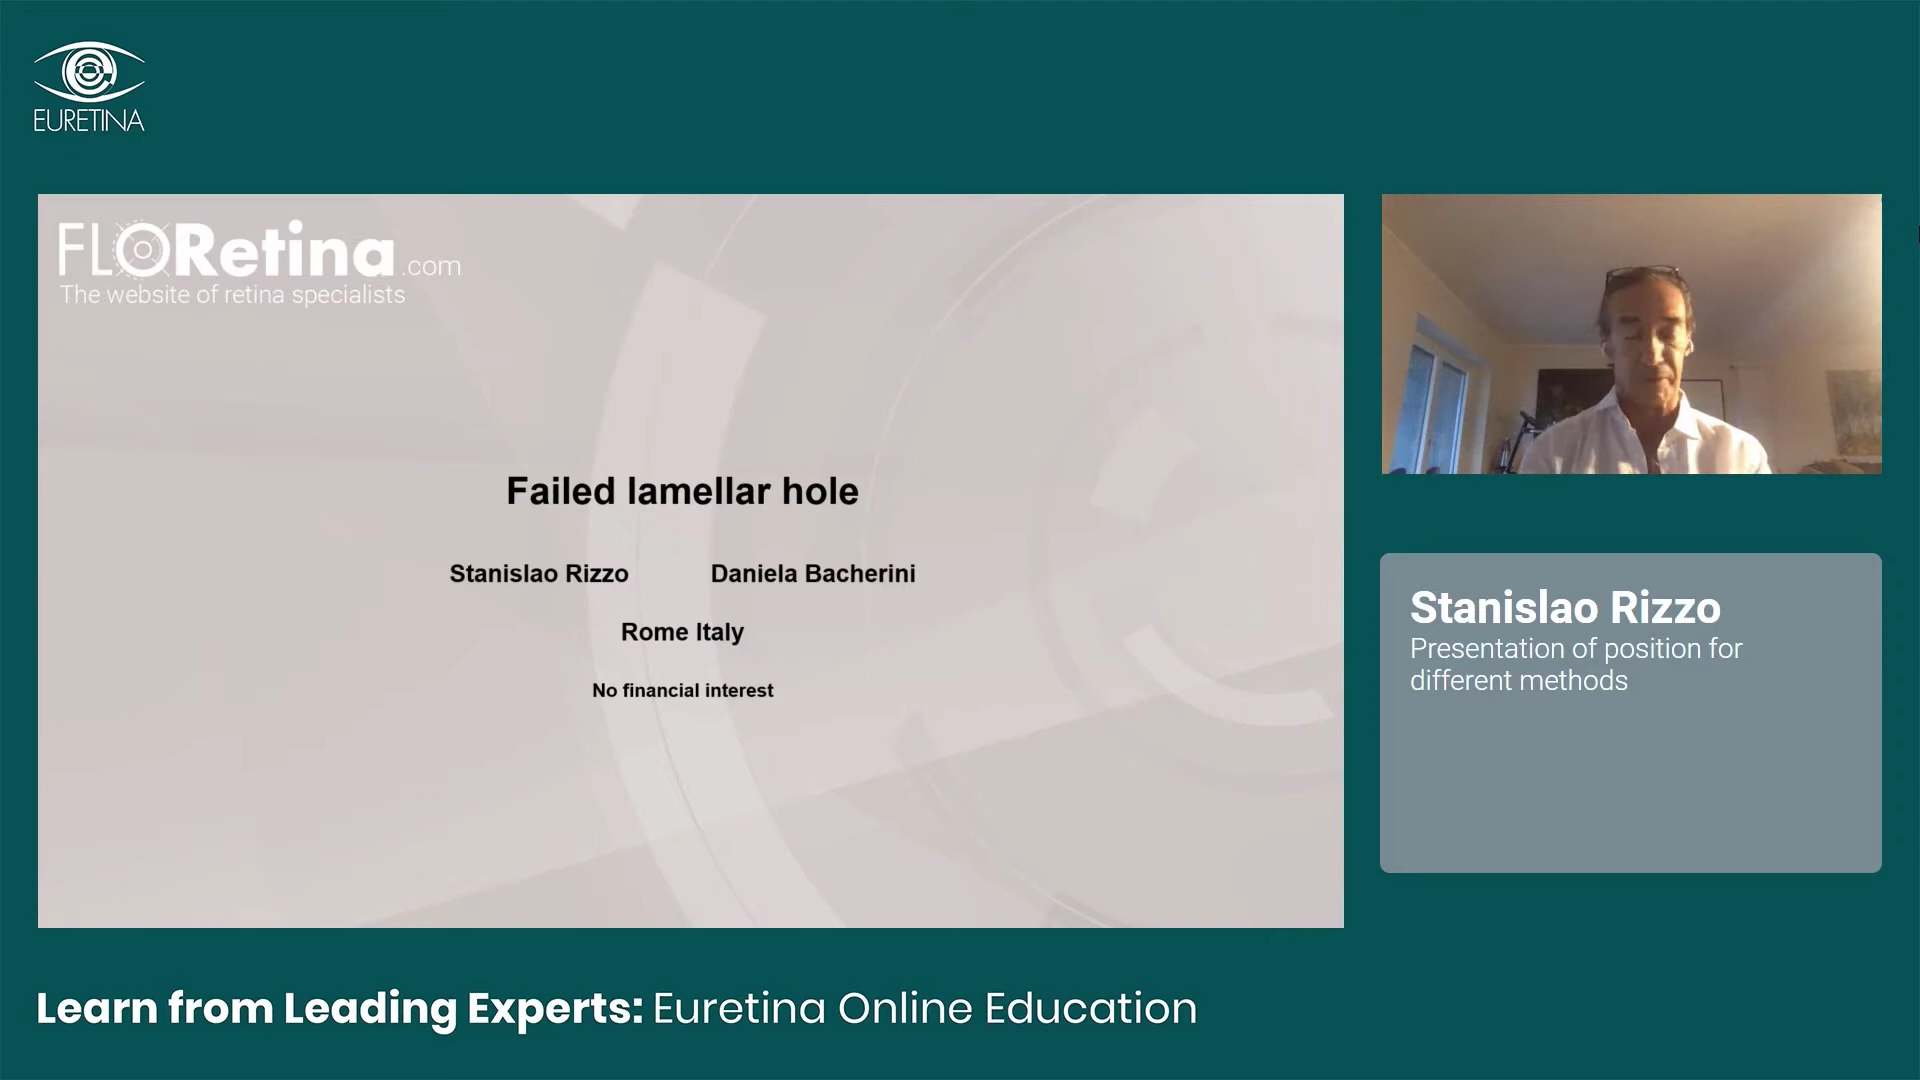 EURETINA
FLORetina.com
The website of retina specialists
Failed lamellar hole
Stanislao Rizzo Daniela Bacherini
Rome Italy
No financial interest
Stanislao Rizzo
Presentation of position for
different methods
Learn from Leading Experts: Euretina Online Education